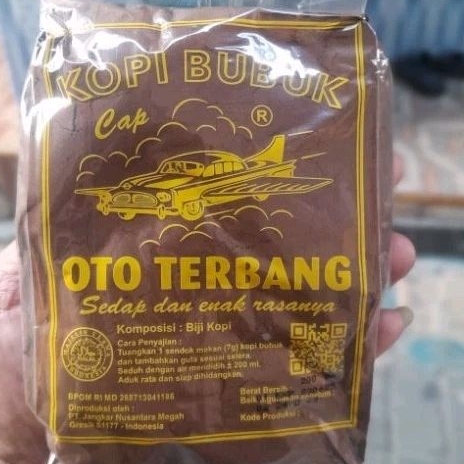 KOPI BUBUK
Cap
®
OTO TERBANG
Sedap dan enak rasanya
Komposisi : Biji Kopi
Cara Penyajian :
Tuangkan 1 sendok makan (7g) kopi bubuk
dan tambahkan gula sesuai selera.
Seduh dengan air mendidih ± 200 ml.
Aduk rata dan siap dihidangkan.
BPOM RI MD 268713041186
Diproduksi oleh :
PT. Jangkar Nusantara Megah
Gresik 61177 - Indonesia
Berat Bersih
Baik
Kode Produksi :